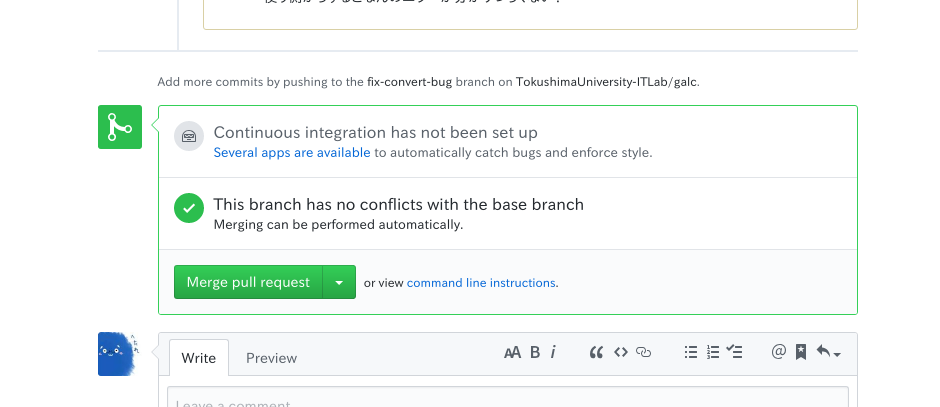 Add more commits by pushing to the fix-convert-bug branch on TokushimaUniversity-ITLab/galc.
Continuous integration has not been set up
Several apps are available to automatically catch bugs and enforce style.
This branch has no conflicts with the base branch
Merging can be performed automatically.
Merge pull request or view command line instructions.
Write Preview AA B i @
Leave a comment